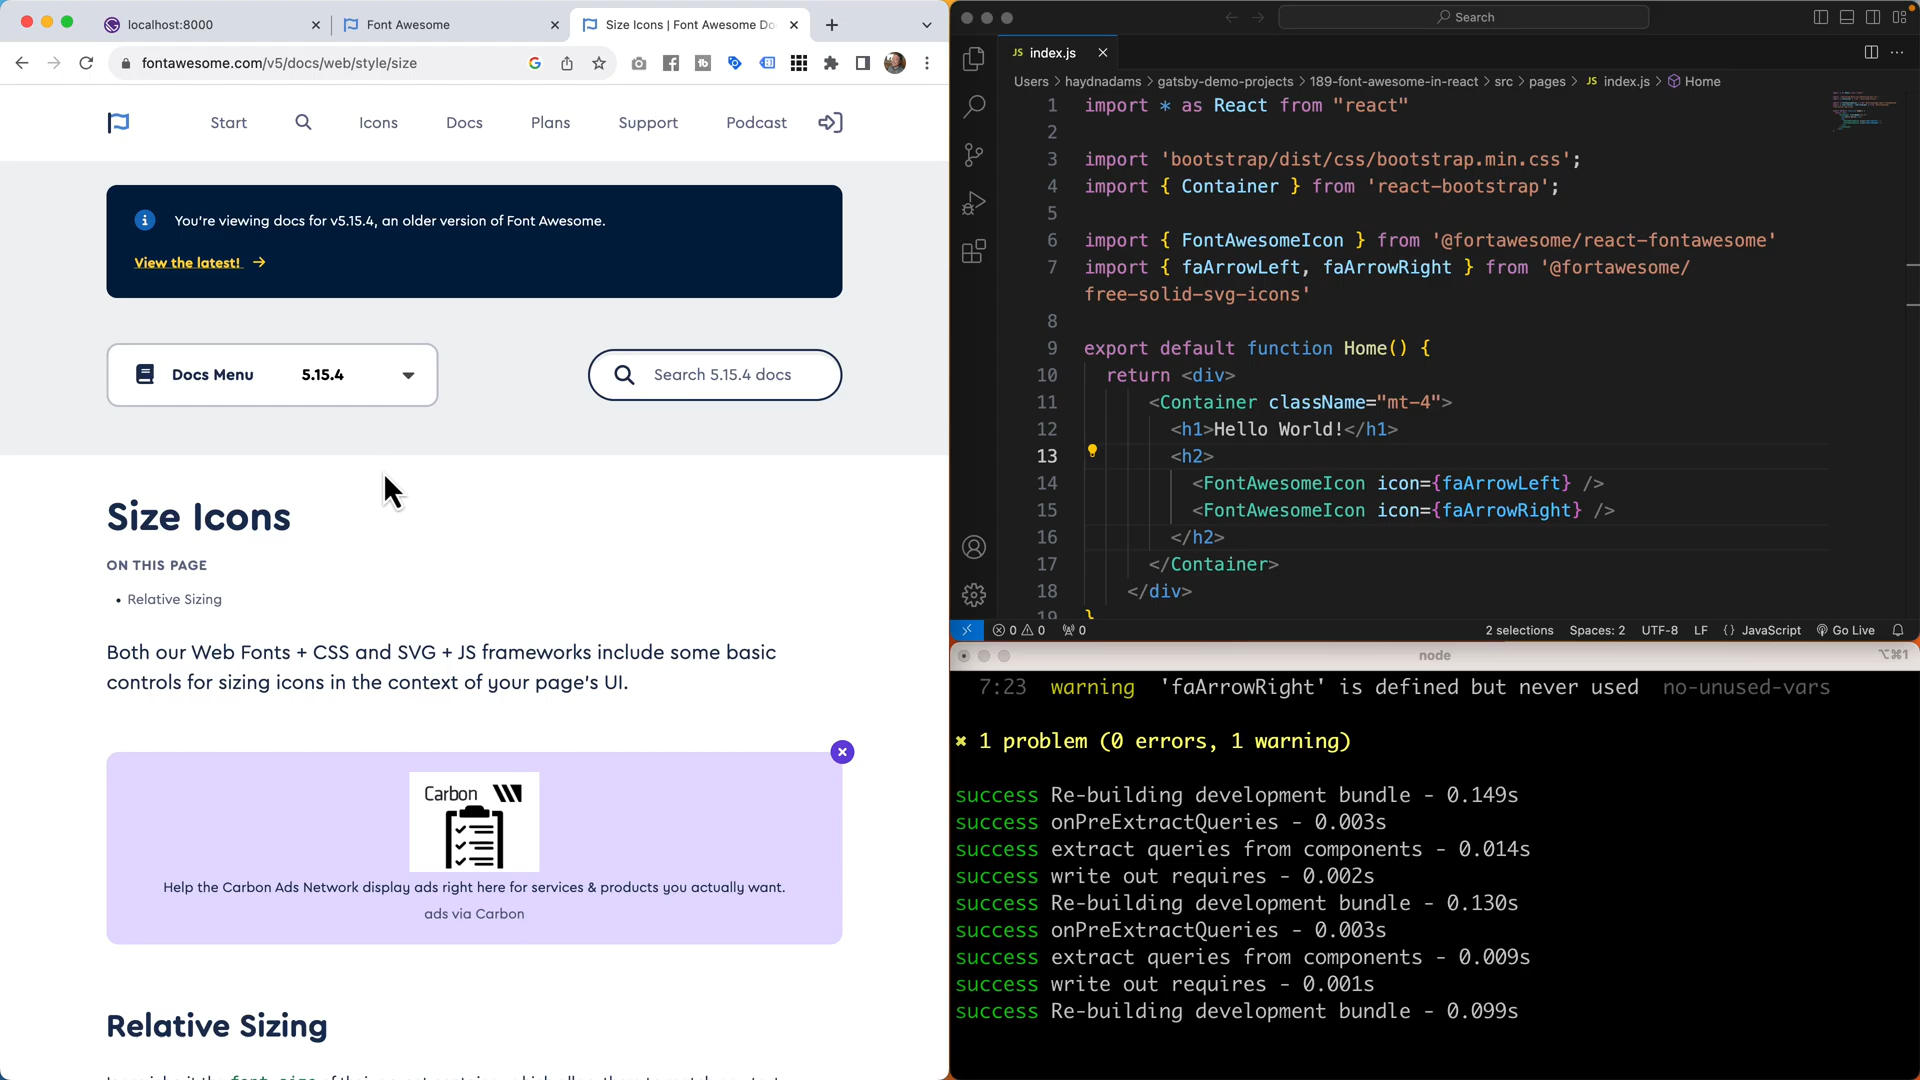 localhost:8000
Font Awesome
Size Icons | Font Awesome Do
fontawesome.com/v5/docs/web/style/size
Start
Icons
Docs
Plans
Support
Podcast
You're viewing docs for v5.15.4, an older version of Font Awesome.
View the latest!
Docs Menu 5.15.4
Search 5.15.4 docs
Size Icons
ON THIS PAGE
• Relative Sizing
Both our Web Fonts + CSS and SVG + JS frameworks include some basic
controls for sizing icons in the context of your page's UI.
Carbon
Help the Carbon Ads Network display ads right here for services & products you actually want.
ads via Carbon
Relative Sizing
Search
JS index.js
Users > haydnadams > gatsby-demo-projects > 189-font-awesome-in-react > src > pages > JS index.js > Home
1 import * as React from "react"
2
3 import 'bootstrap/dist/css/bootstrap.min.css';
4 import { Container } from 'react-bootstrap';
5
6 import { FontAwesomeIcon } from '@fortawesome/react-fontawesome'
7 import { faArrowLeft, faArrowRight } from '@fortawesome/
free-solid-svg-icons'
8
9 export default function Home() {
10 return <div>
11 <Container className="mt-4">
12 <h1>Hello World!</h1>
13 <h2>
14 <FontAwesomeIcon icon={faArrowLeft} />
15 <FontAwesomeIcon icon={faArrowRight} />
16 </h2>
17 </Container>
18 </div>
19 }
0 0 0
2 selections Spaces: 2 UTF-8 LF {} JavaScript Go Live
node
⌥⌘1
7:23 warning 'faArrowRight' is defined but never used no-unused-vars
✖ 1 problem (0 errors, 1 warning)
success Re-building development bundle - 0.149s
success onPreExtractQueries - 0.003s
success extract queries from components - 0.014s
success write out requires - 0.002s
success Re-building development bundle - 0.130s
success onPreExtractQueries - 0.003s
success extract queries from components - 0.009s
success write out requires - 0.001s
success Re-building development bundle - 0.099s